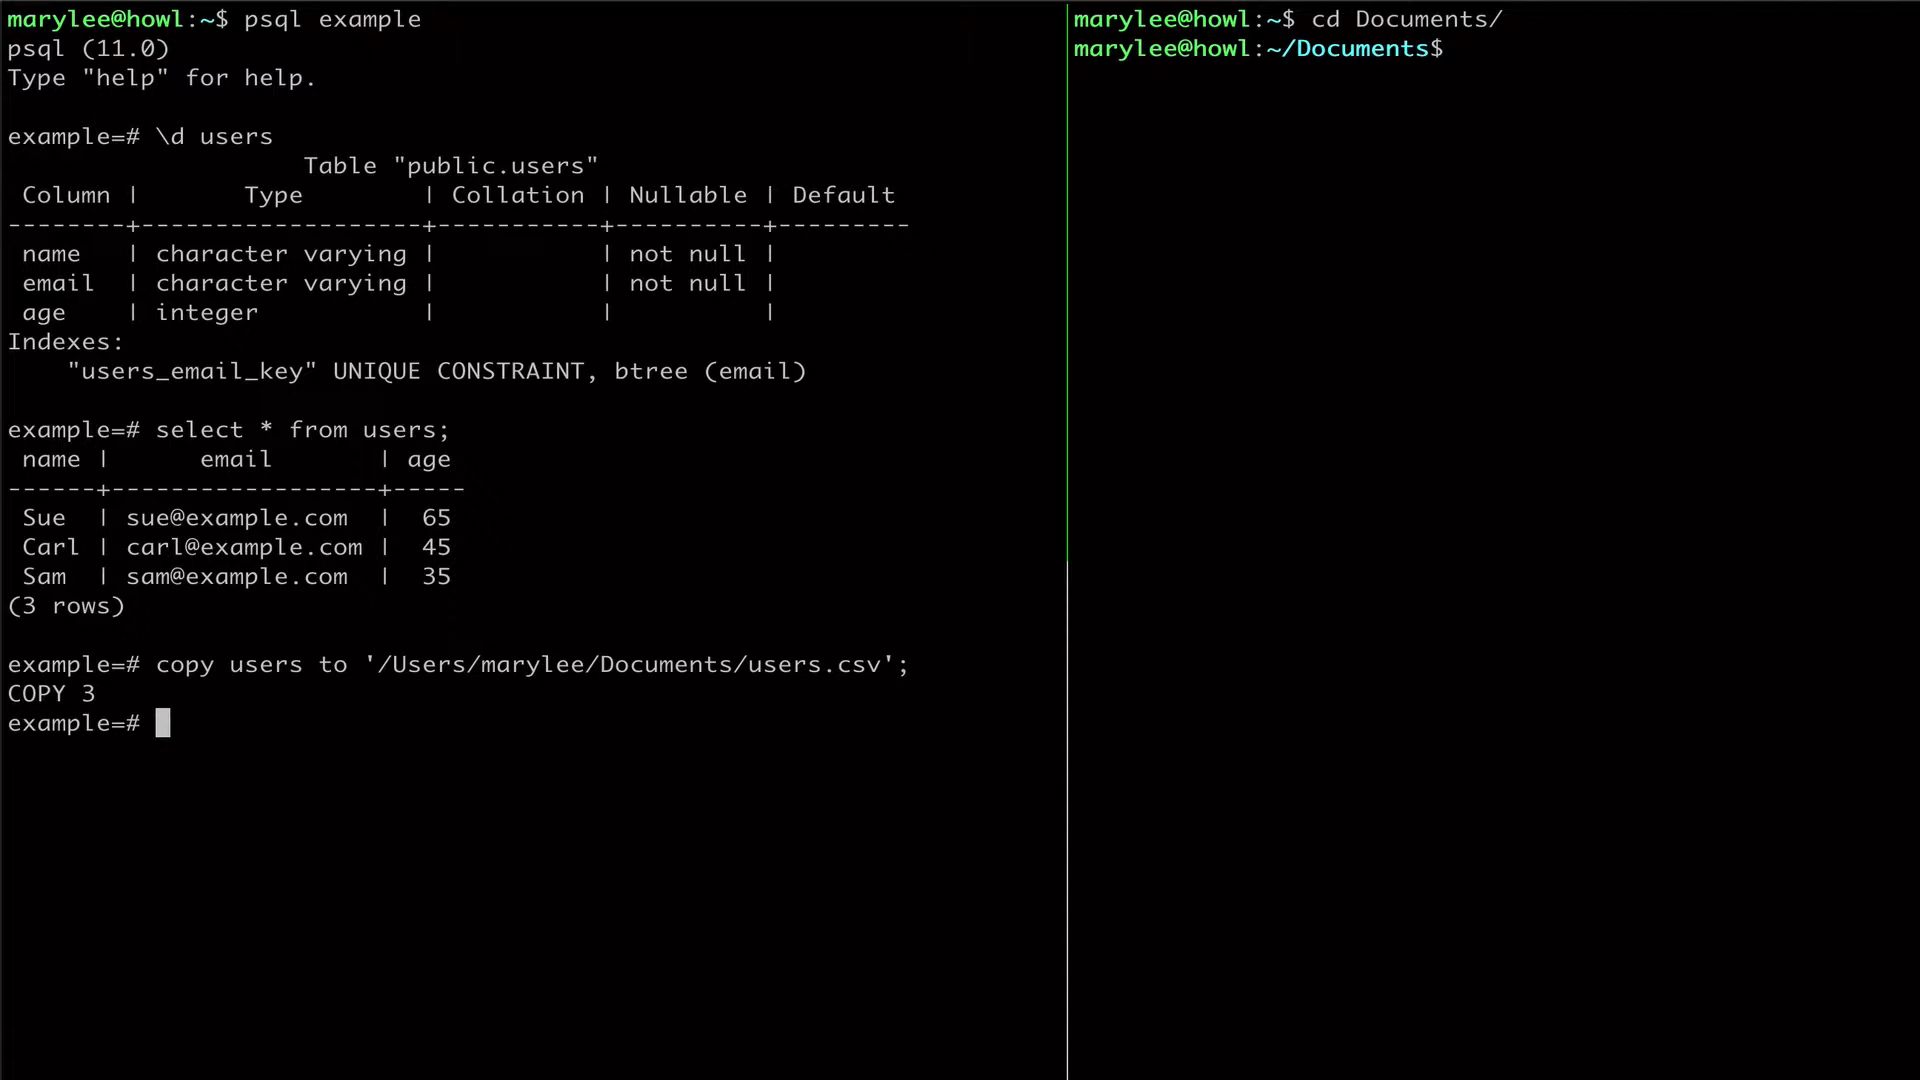 marylee@howl:~$ psql example
psql (11.0)
Type "help" for help.

example=# \d users
                    Table "public.users"
 Column |       Type        | Collation | Nullable | Default
--------+-------------------+-----------+----------+---------
 name   | character varying |           | not null |
 email  | character varying |           | not null |
 age    | integer           |           |          |
Indexes:
    "users_email_key" UNIQUE CONSTRAINT, btree (email)

example=# select * from users;
 name |      email       | age
------+------------------+-----
 Sue  | sue@example.com  |  65
 Carl | carl@example.com |  45
 Sam  | sam@example.com  |  35
(3 rows)

example=# copy users to '/Users/marylee/Documents/users.csv';
COPY 3
example=#
marylee@howl:~$ cd Documents/
marylee@howl:~/Documents$